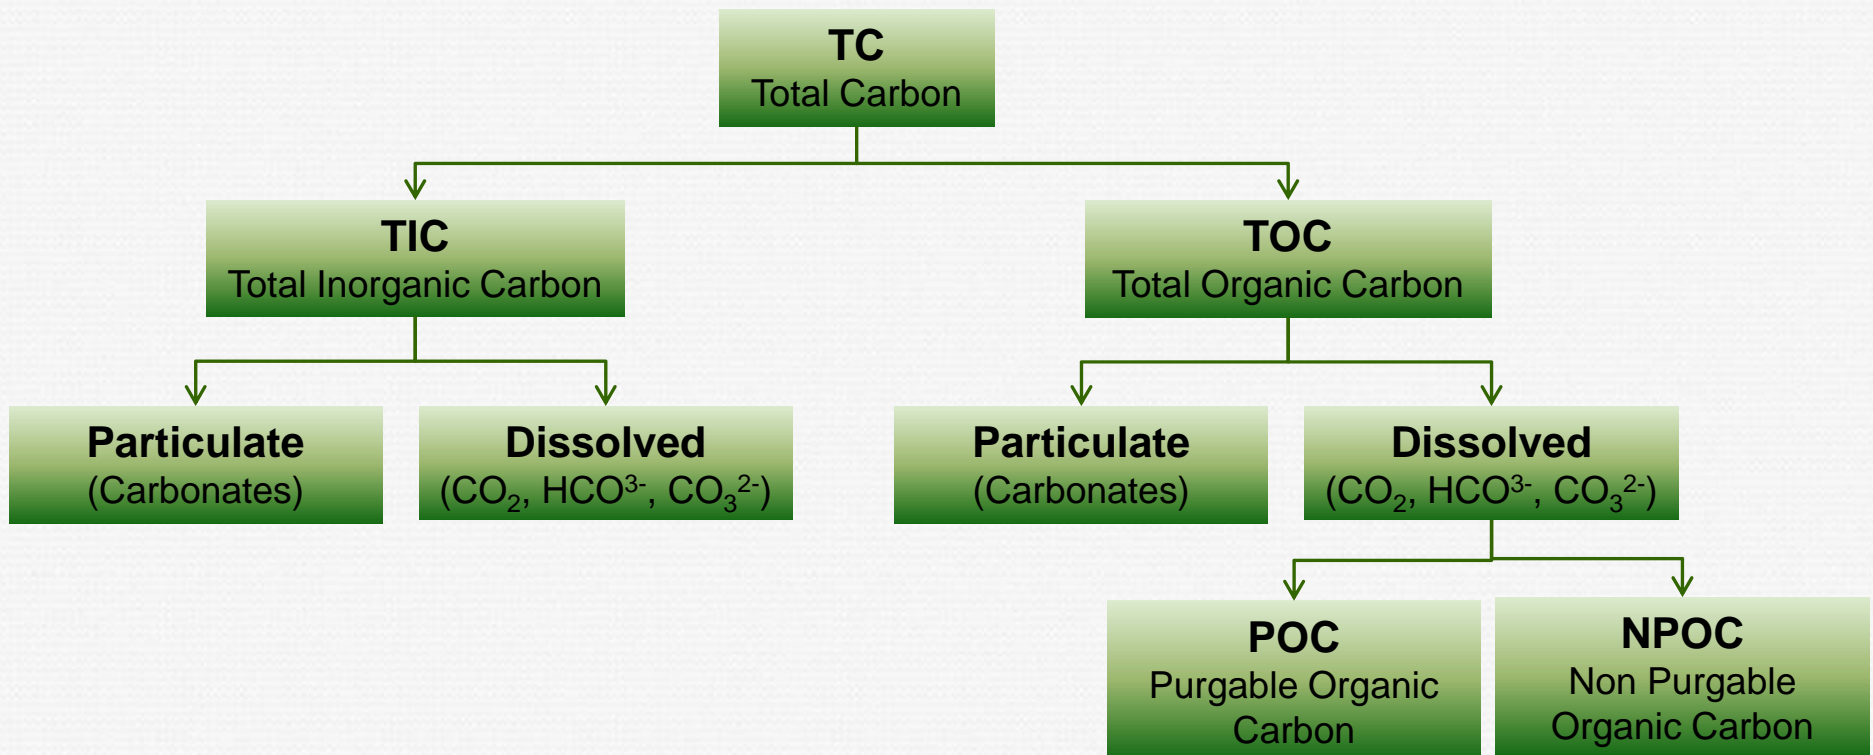 TC
Total Carbon
TIC
Total Inorganic Carbon
TOC
Total Organic Carbon
Particulate
(Carbonates)
Dissolved
(CO₂, HCO³⁻, CO₃²⁻)
Particulate
(Carbonates)
Dissolved
(CO₂, HCO³⁻, CO₃²⁻)
POC
Purgable Organic
Carbon
NPOC
Non Purgable
Organic Carbon